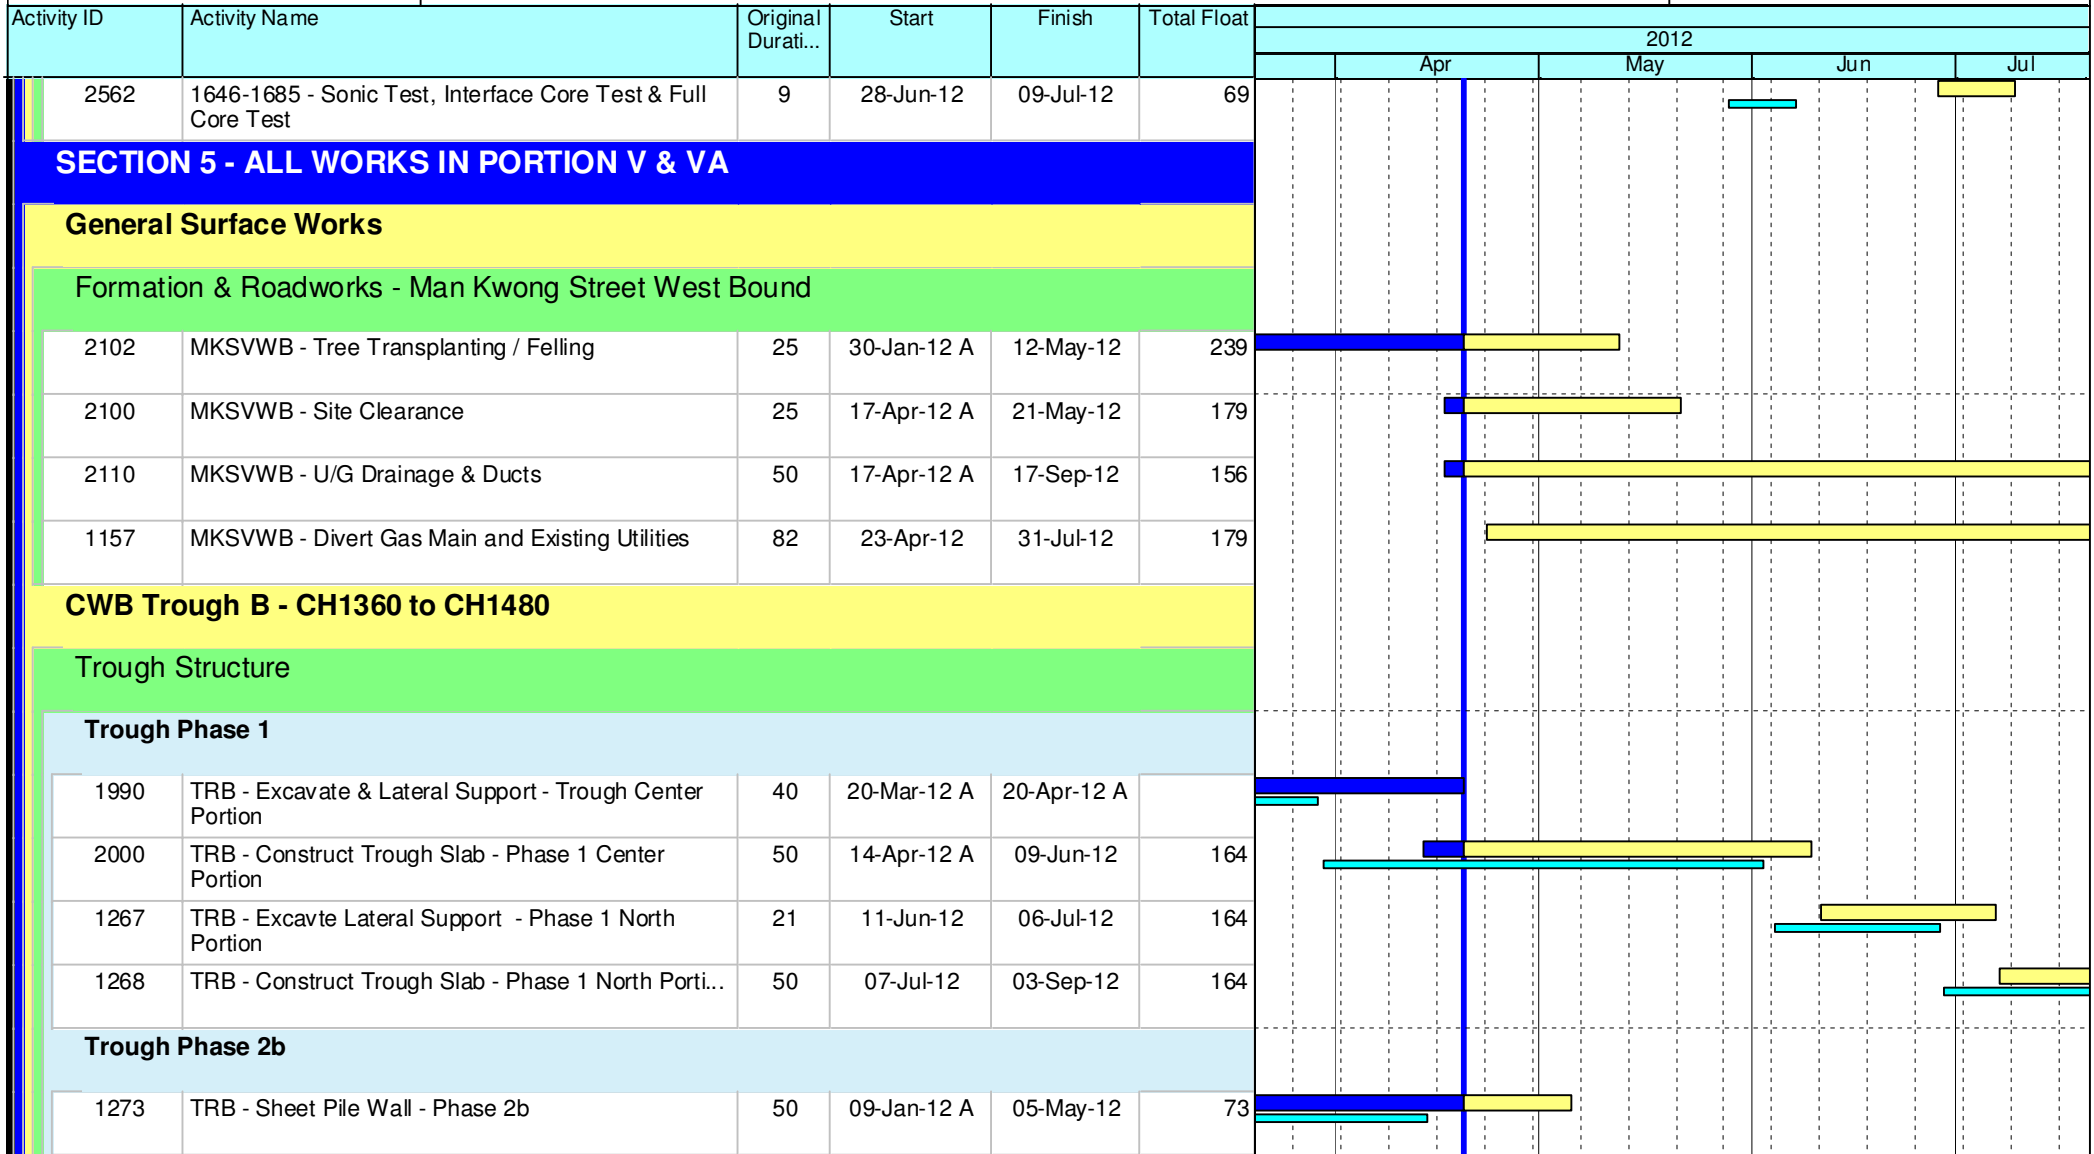 Activity ID Activity Name Original Start Finish Total Float
Durati...
2012
Apr May Jun Jul
2562 1646-1685 - Sonic Test, Interface Core Test & Full 9 28-Jun-12 09-Jul-12 69
Core Test
SECTION 5 - ALL WORKS IN PORTION V & VA
General Surface Works
Formation & Roadworks - Man Kwong Street West Bound
2102 MKSVWB - Tree Transplanting / Felling 25 30-Jan-12 A 12-May-12 239
2100 MKSVWB - Site Clearance 25 17-Apr-12 A 21-May-12 179
2110 MKSVWB - U/G Drainage & Ducts 50 17-Apr-12 A 17-Sep-12 156
1157 MKSVWB - Divert Gas Main and Existing Utilities 82 23-Apr-12 31-Jul-12 179
CWB Trough B - CH1360 to CH1480
Trough Structure
Trough Phase 1
1990 TRB - Excavate & Lateral Support - Trough Center 40 20-Mar-12 A 20-Apr-12 A
Portion
2000 TRB - Construct Trough Slab - Phase 1 Center 50 14-Apr-12 A 09-Jun-12 164
Portion
1267 TRB - Excavte Lateral Support - Phase 1 North 21 11-Jun-12 06-Jul-12 164
Portion
1268 TRB - Construct Trough Slab - Phase 1 North Porti... 50 07-Jul-12 03-Sep-12 164
Trough Phase 2b
1273 TRB - Sheet Pile Wall - Phase 2b 50 09-Jan-12 A 05-May-12 73